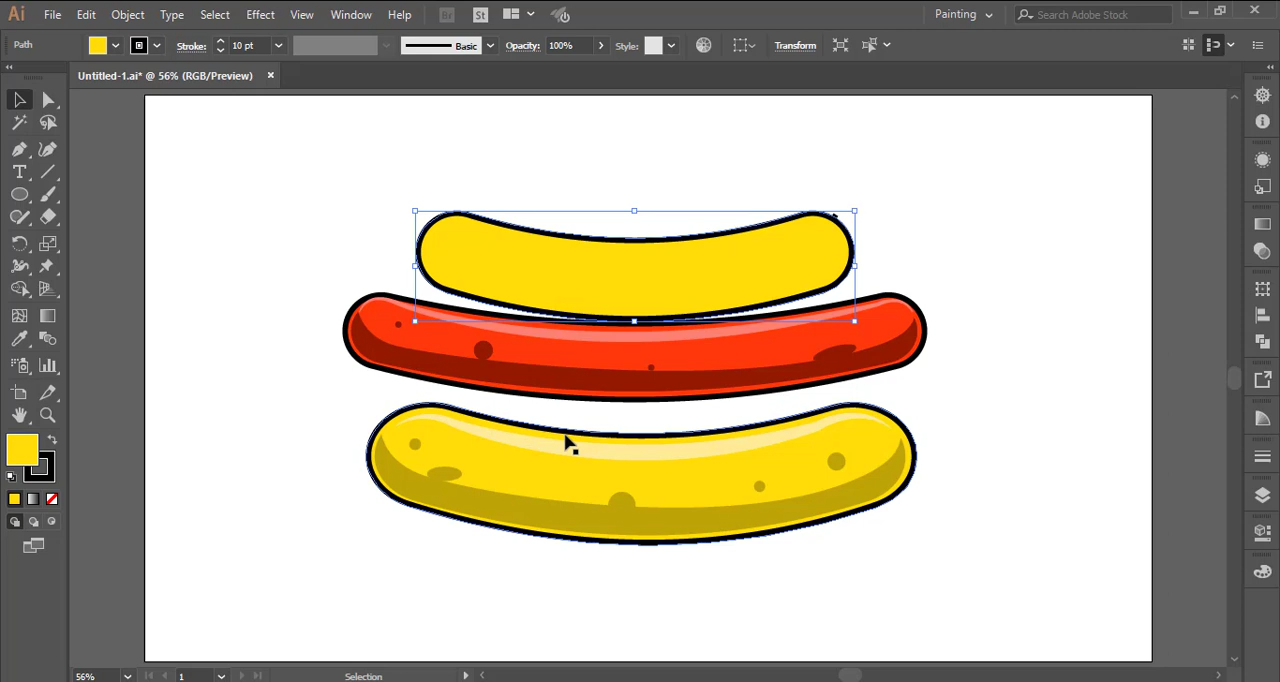 Ai File Edit Object Type Select Effect View Window Help Br St Painting Search Adobe Stock
Path Stroke: 10 pt Basic Opacity: 100% Style: Transform
Untitled-1.ai* @ 56% (RGB/Preview)
T
56% 1 Selection